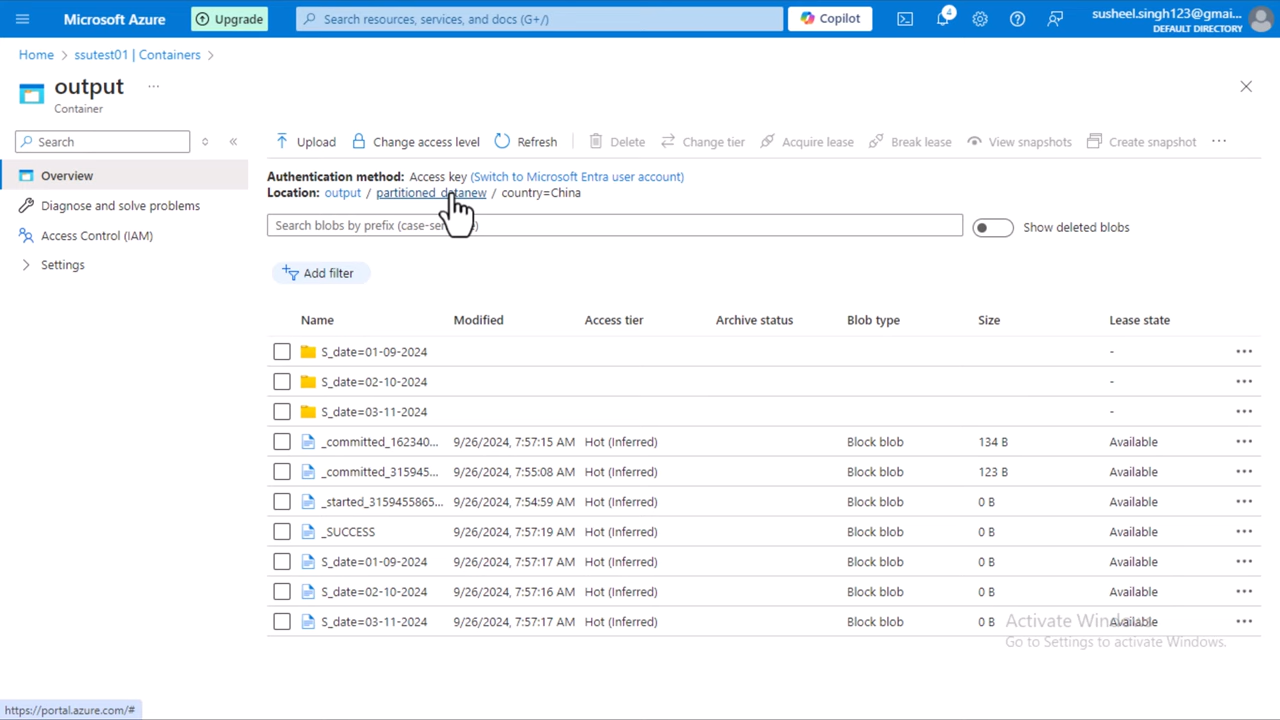 Microsoft Azure
Upgrade
Search resources, services, and docs (G+/)
Copilot
4
susheel.singh123@gmai...
DEFAULT DIRECTORY
Home > ssutest01 | Containers >
output
...
Container
Search
Upload
Change access level
Refresh
Delete
Change tier
Acquire lease
Break lease
View snapshots
Create snapshot
...
Overview
Diagnose and solve problems
Access Control (IAM)
Settings
Authentication method: Access key (Switch to Microsoft Entra user account)
Location: output / partitioned_datanew / country=China
Search blobs by prefix (case-sen
Show deleted blobs
Add filter
Name Modified Access tier Archive status Blob type Size Lease state
S_date=01-09-2024 - ...
S_date=02-10-2024 - ...
S_date=03-11-2024 - ...
_committed_162340... 9/26/2024, 7:57:15 AM Hot (Inferred) Block blob 134 B Available ...
_committed_315945... 9/26/2024, 7:55:08 AM Hot (Inferred) Block blob 123 B Available ...
_started_3159455865... 9/26/2024, 7:54:59 AM Hot (Inferred) Block blob 0 B Available ...
_SUCCESS 9/26/2024, 7:57:19 AM Hot (Inferred) Block blob 0 B Available ...
S_date=01-09-2024 9/26/2024, 7:57:17 AM Hot (Inferred) Block blob 0 B Available ...
S_date=02-10-2024 9/26/2024, 7:57:16 AM Hot (Inferred) Block blob 0 B Available ...
S_date=03-11-2024 9/26/2024, 7:57:17 AM Hot (Inferred) Block blob 0 B Available ...
Activate Windows
Go to Settings to activate Windows.
https://portal.azure.com/#